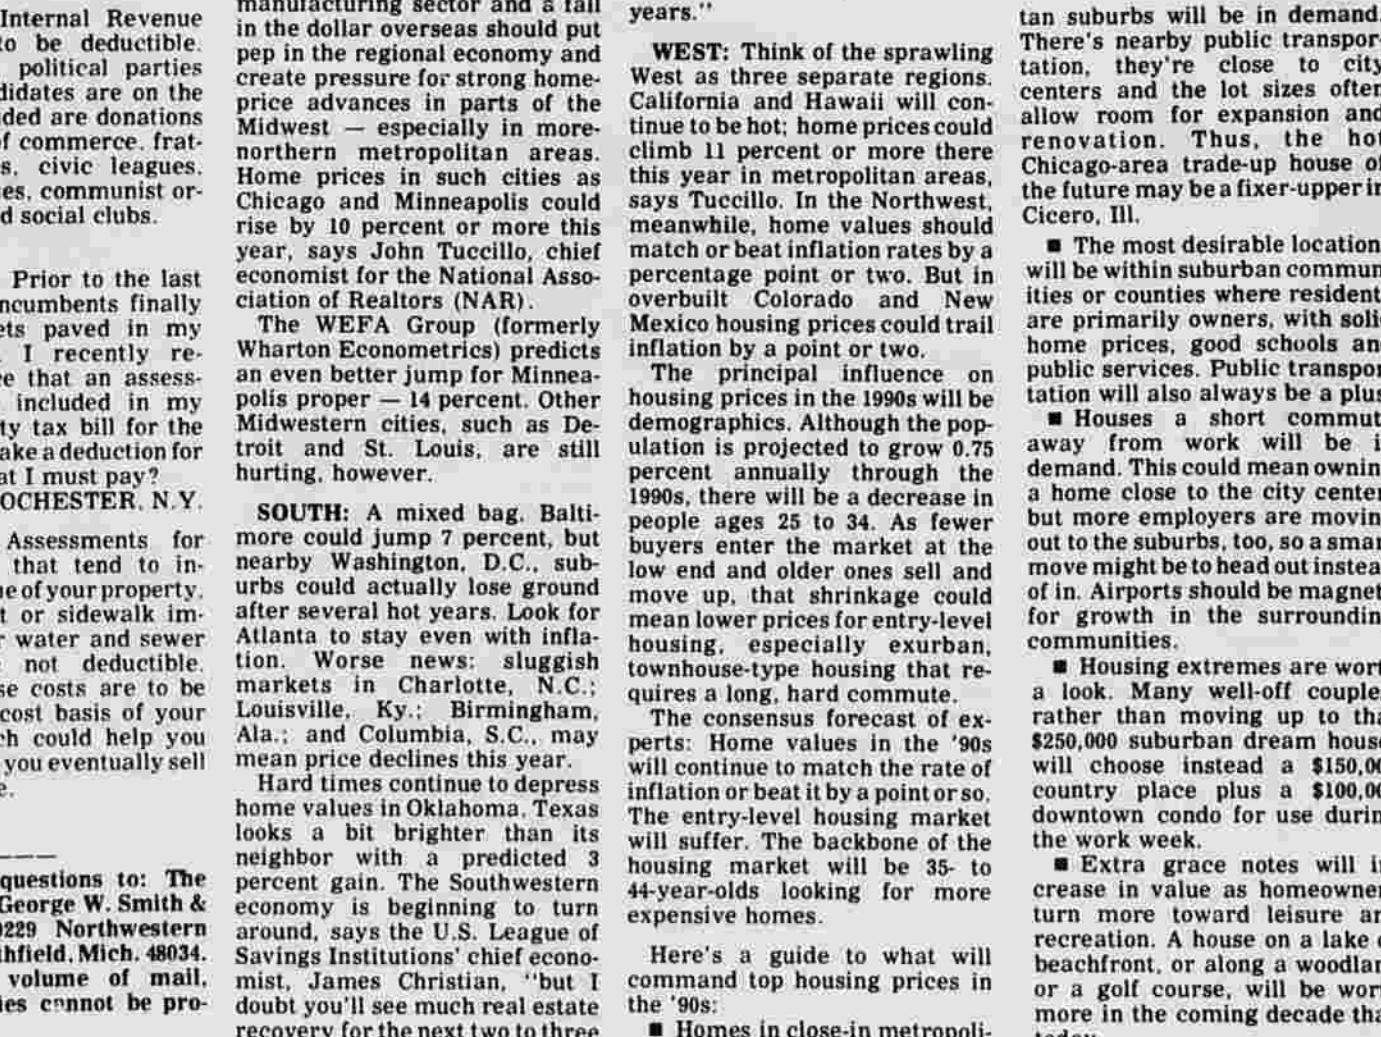 Internal Revenue
to be deductible.
political parties
didates are on the
ded are donations
of commerce, frat-
s, civic leagues,
es, communist or-
d social clubs.
Prior to the last
ncumbents finally
ets paved in my
I recently re-
e that an assess-
included in my
ty tax bill for the
ake a deduction for
at I must pay?
OCHESTER, N.Y.
Assessments for
that tend to in-
e of your property,
t or sidewalk im-
r water and sewer
not deductible.
se costs are to be
cost basis of your
ch could help you
you eventually sell
e.
questions to: The
George W. Smith &
0229 Northwestern
thfield, Mich. 48034.
volume of mail,
ies cannot be pro-
manufacturing sector and a fall
in the dollar overseas should put
pep in the regional economy and
create pressure for strong home-
price advances in parts of the
Midwest — especially in more-
northern metropolitan areas.
Home prices in such cities as
Chicago and Minneapolis could
rise by 10 percent or more this
year, says John Tuccillo, chief
economist for the National Asso-
ciation of Realtors (NAR).
The WEFA Group (formerly
Wharton Econometrics) predicts
an even better jump for Minnea-
polis proper — 14 percent. Other
Midwestern cities, such as De-
troit and St. Louis, are still
hurting, however.
SOUTH: A mixed bag. Balti-
more could jump 7 percent, but
nearby Washington, D.C., sub-
urbs could actually lose ground
after several hot years. Look for
Atlanta to stay even with infla-
tion. Worse news: sluggish
markets in Charlotte, N.C.;
Louisville, Ky.; Birmingham,
Ala.; and Columbia, S.C., may
mean price declines this year.
Hard times continue to depress
home values in Oklahoma. Texas
looks a bit brighter than its
neighbor with a predicted 3
percent gain. The Southwestern
economy is beginning to turn
around, says the U.S. League of
Savings Institutions' chief econo-
mist, James Christian, "but I
doubt you'll see much real estate
recovery for the next two to three
years."
WEST: Think of the sprawling
West as three separate regions.
California and Hawaii will con-
tinue to be hot; home prices could
climb 11 percent or more there
this year in metropolitan areas,
says Tuccillo. In the Northwest,
meanwhile, home values should
match or beat inflation rates by a
percentage point or two. But in
overbuilt Colorado and New
Mexico housing prices could trail
inflation by a point or two.
The principal influence on
housing prices in the 1990s will be
demographics. Although the pop-
ulation is projected to grow 0.75
percent annually through the
1990s, there will be a decrease in
people ages 25 to 34. As fewer
buyers enter the market at the
low end and older ones sell and
move up, that shrinkage could
mean lower prices for entry-level
housing, especially exurban,
townhouse-type housing that re-
quires a long, hard commute.
The consensus forecast of ex-
perts: Home values in the '90s
will continue to match the rate of
inflation or beat it by a point or so.
The entry-level housing market
will suffer. The backbone of the
housing market will be 35- to
44-year-olds looking for more
expensive homes.
Here's a guide to what will
command top housing prices in
the '90s:
■ Homes in close-in metropoli-
tan suburbs will be in demand.
There's nearby public transpor-
tation, they're close to city
centers and the lot sizes often
allow room for expansion and
renovation. Thus, the hot
Chicago-area trade-up house of
the future may be a fixer-upper in
Cicero, Ill.
■ The most desirable location
will be within suburban commun
ities or counties where resident
are primarily owners, with soli
home prices, good schools an
public services. Public transpor
tation will also always be a plus
■ Houses a short commut
away from work will be i
demand. This could mean ownin
a home close to the city center
but more employers are movin
out to the suburbs, too, so a smar
move might be to head out instea
of in. Airports should be magnet
for growth in the surroundin
communities.
■ Housing extremes are wort
a look. Many well-off couple
rather than moving up to tha
$250,000 suburban dream house
will choose instead a $150,00
country place plus a $100,00
downtown condo for use durin
the work week.
■ Extra grace notes will i
crease in value as homeowner
turn more toward leisure an
recreation. A house on a lake o
beachfront, or along a woodlan
or a golf course, will be wort
more in the coming decade tha
today.